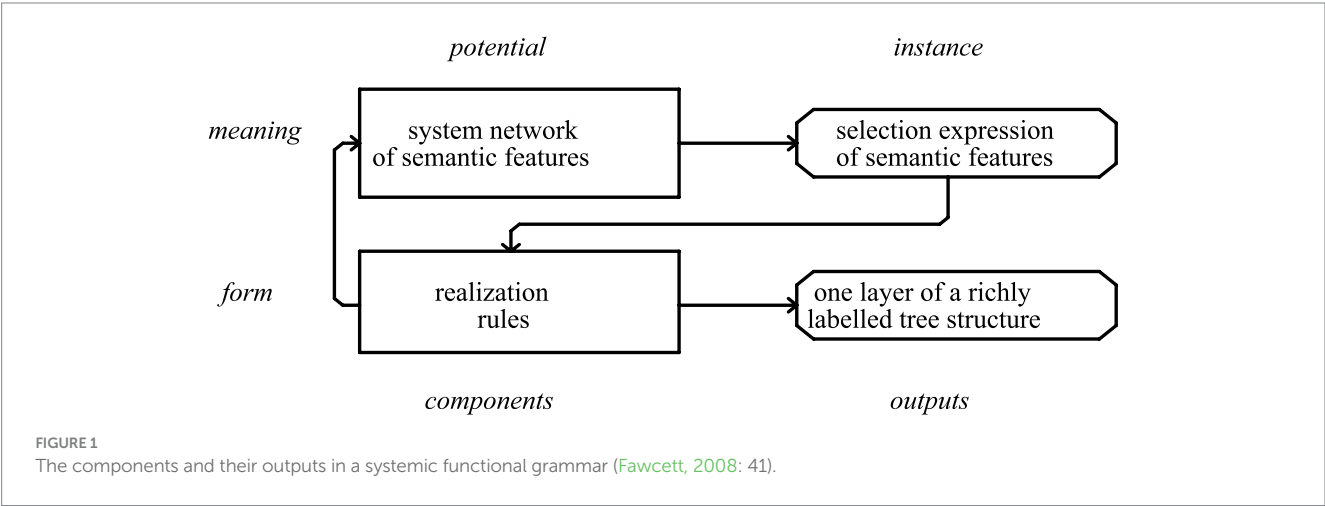 potential
instance
meaning
system network
of semantic features
selection expression
of semantic features
form
realization
rules
one layer of a richly
labelled tree structure
components
outputs
FIGURE 1
The components and their outputs in a systemic functional grammar (Fawcett, 2008: 41).